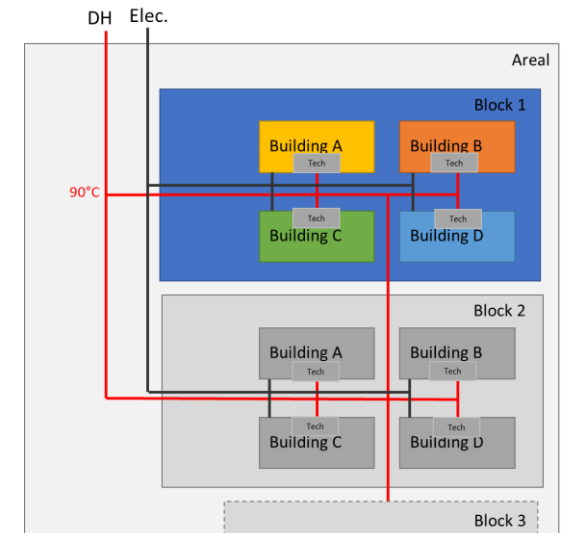 DH Elec.
Areal
Block 1
Building A Building B
Tech Tech
90°C
Tech Tech
Building C Building D
Block 2
Building A Building B
Tech Tech
Tech Tech
Building C Building D
Block 3